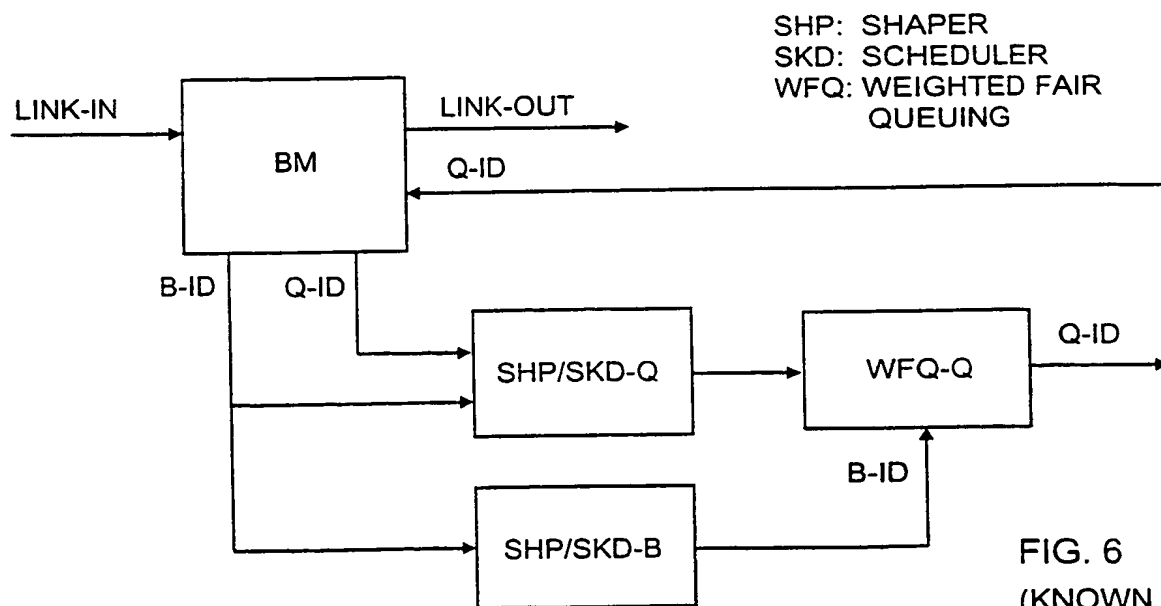 SHP: SHAPER
SKD: SCHEDULER
WFQ: WEIGHTED FAIR
QUEUING
LINK-IN
LINK-OUT
BM
Q-ID
B-ID
Q-ID
SHP/SKD-Q
WFQ-Q
Q-ID
B-ID
SHP/SKD-B
FIG. 6
(KNOWN